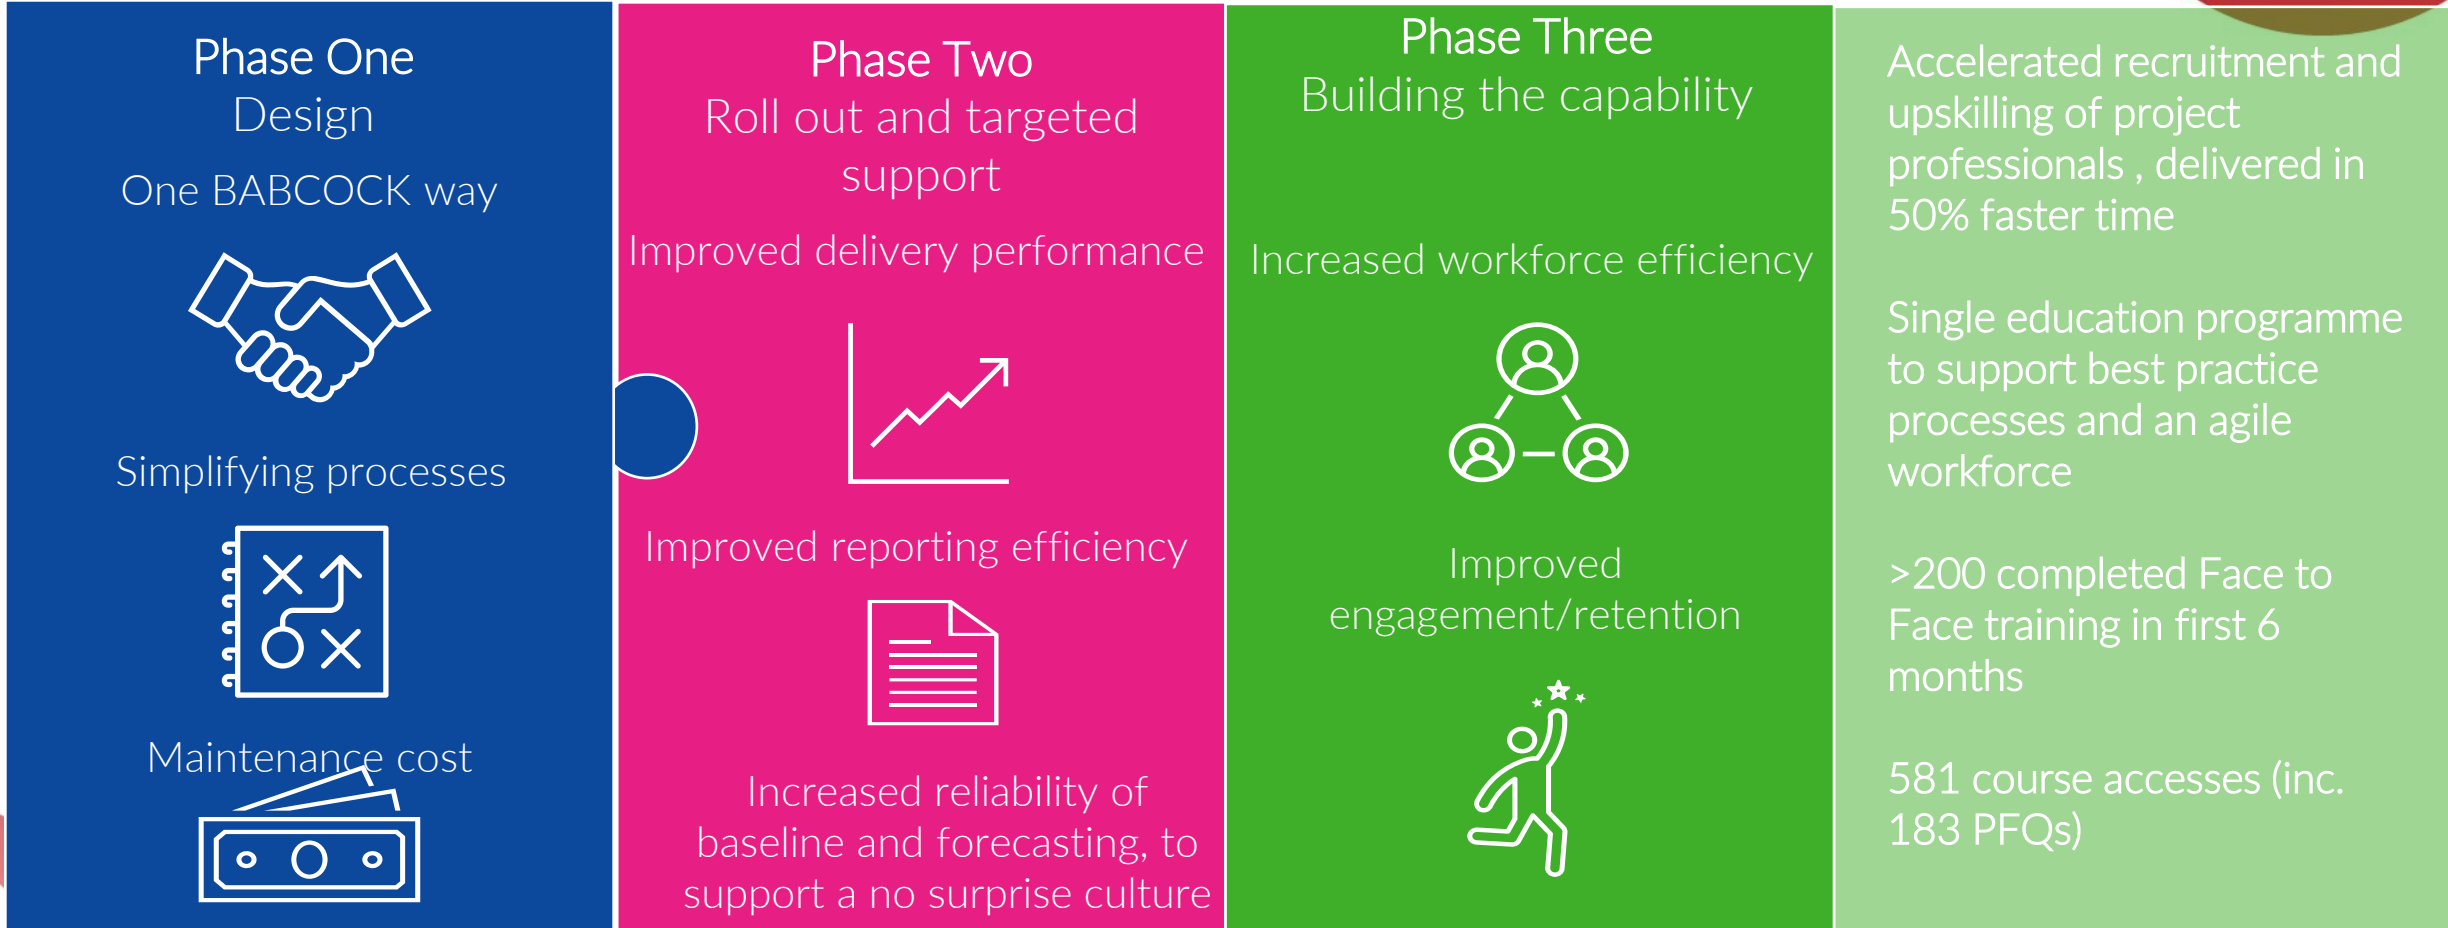 Phase One
Design
One BABCOCK way
Simplifying processes
Maintenance cost
Phase Two
Roll out and targeted
support
Improved delivery performance
Improved reporting efficiency
Increased reliability of
baseline and forecasting, to
support a no surprise culture
Phase Three
Building the capability
Increased workforce efficiency
Improved
engagement/retention
Accelerated recruitment and
upskilling of project
professionals , delivered in
50% faster time
Single education programme
to support best practice
processes and an agile
workforce
>200 completed Face to
Face training in first 6
months
581 course accesses (inc.
183 PFQs)